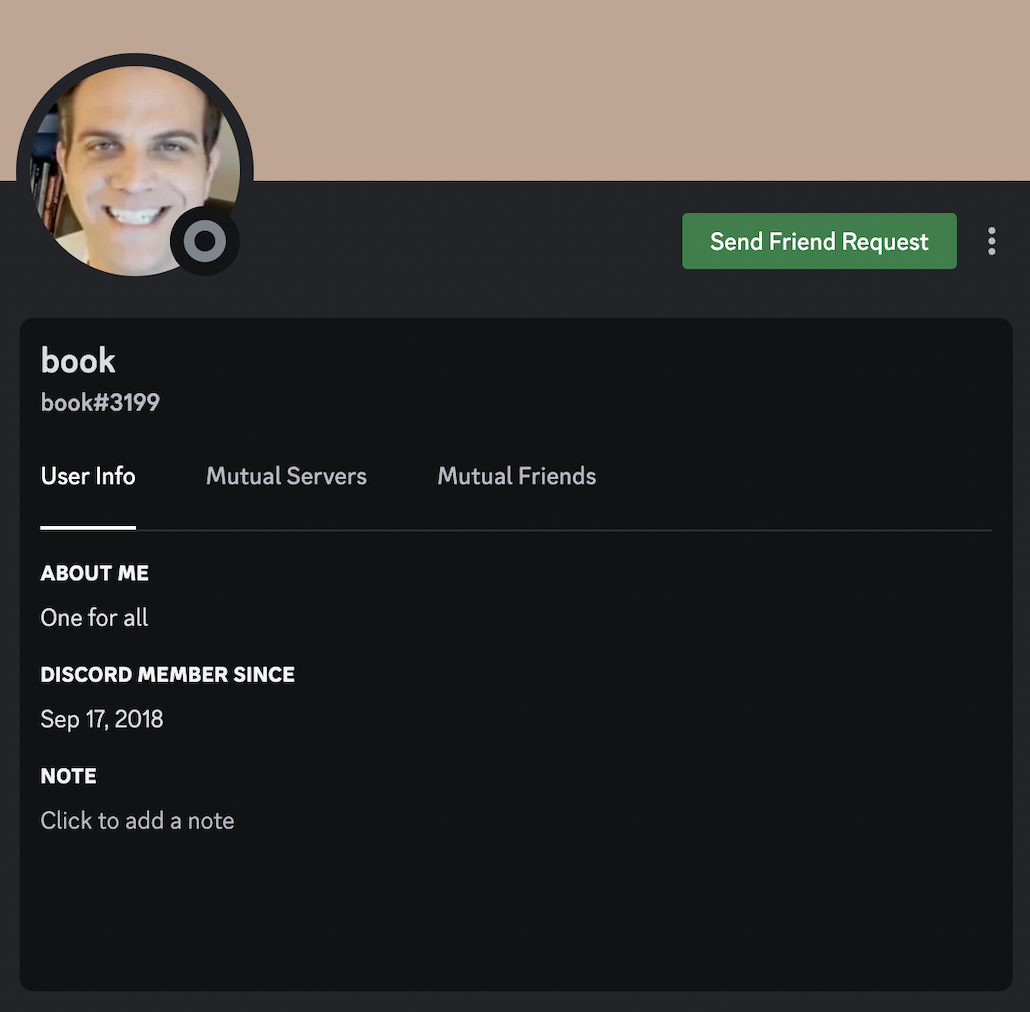 Send Friend Request
book
book#3199
User Info Mutual Servers Mutual Friends
ABOUT ME
One for all
DISCORD MEMBER SINCE
Sep 17, 2018
NOTE
Click to add a note